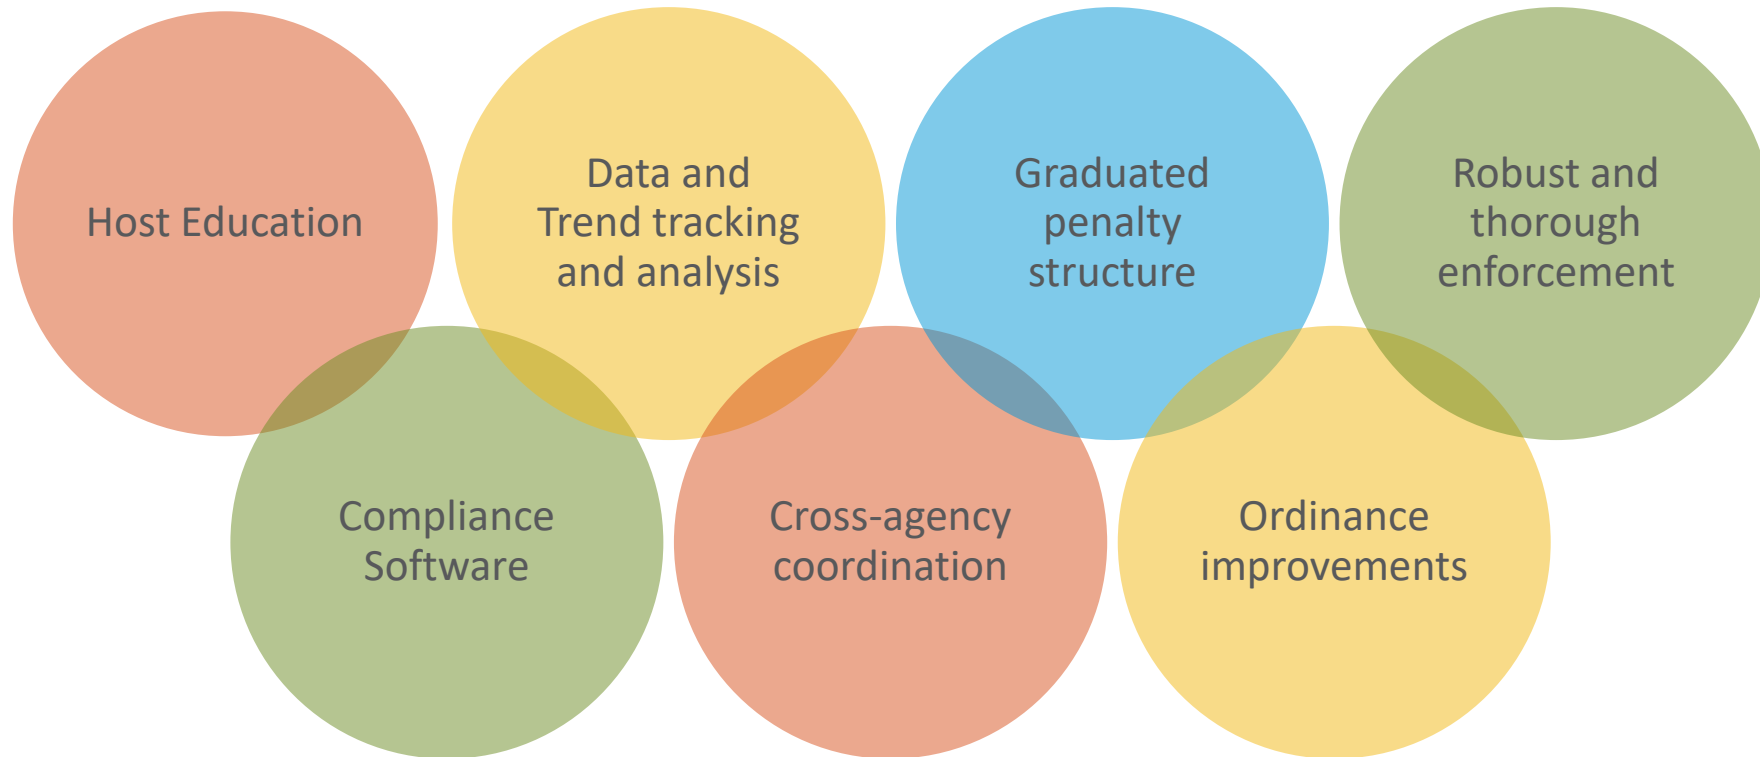 Host Education
Data and
Trend tracking
and analysis
Graduated
penalty
structure
Robust and
thorough
enforcement
Compliance
Software
Cross-agency
coordination
Ordinance
improvements